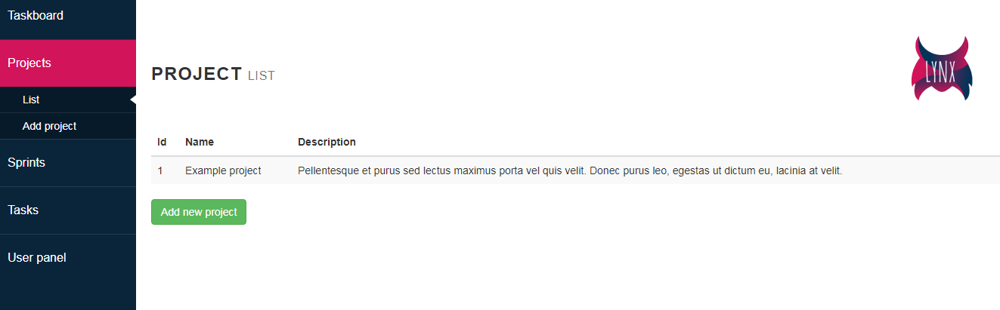 Taskboard
Projects
List
Add project
Sprints
Tasks
User panel
PROJECT LIST
LYNX
Id Name Description
1 Example project Pellentesque et purus sed lectus maximus porta vel quis velit. Donec purus leo, egestas ut dictum eu, lacinia at velit.
Add new project